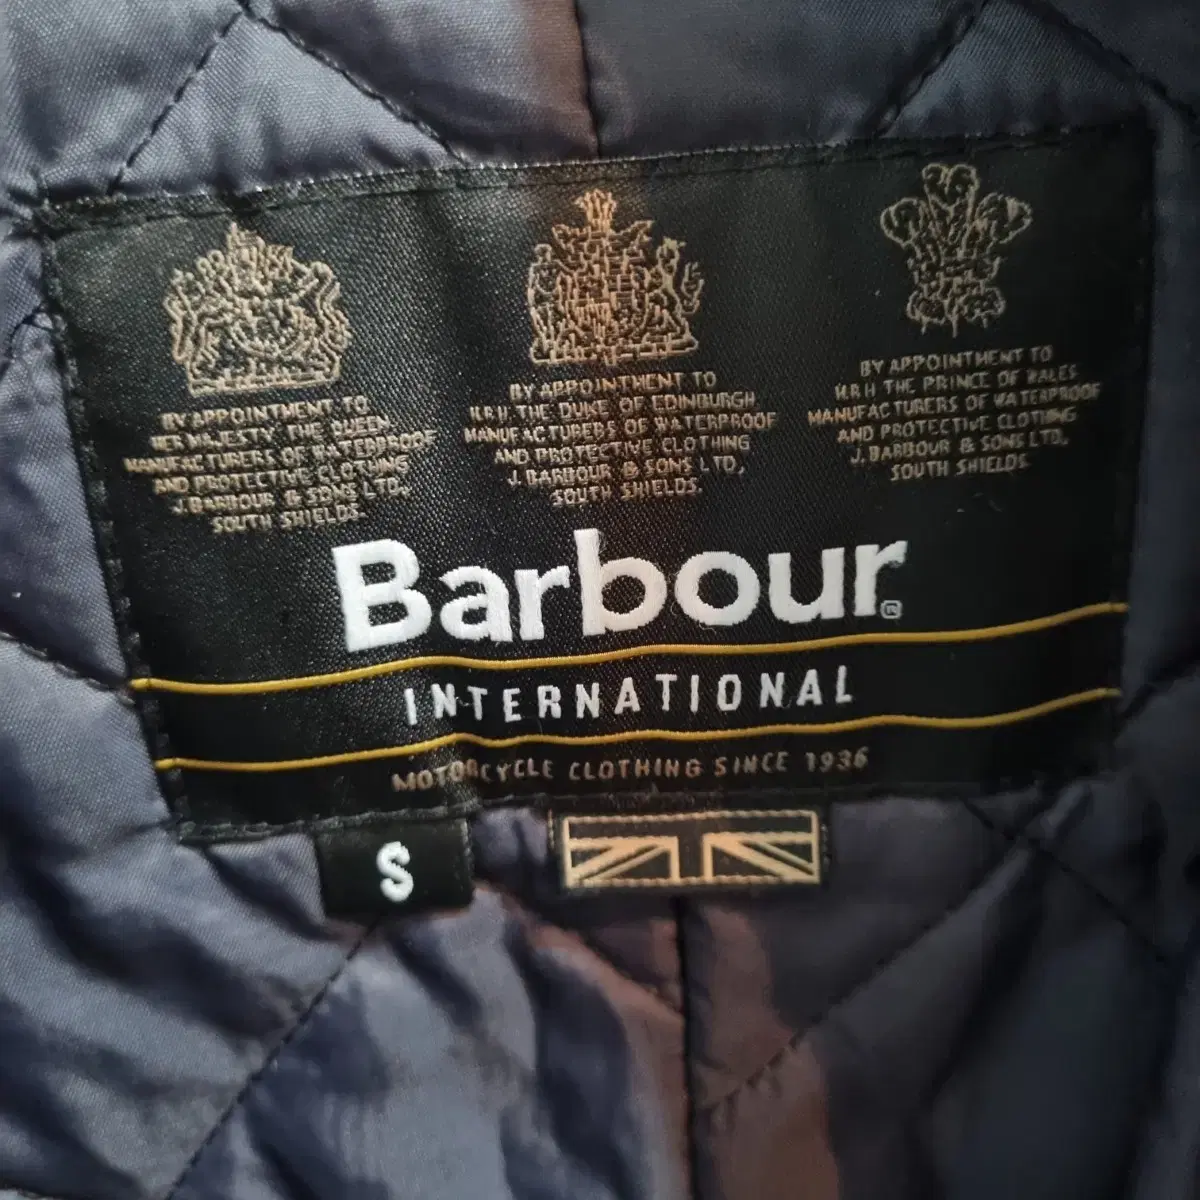 BY APPOINTMENT TO
HER MAJESTY THE QUEEN
MANUFACTURERS OF WATERPROOF
AND PROTECTIVE CLOTHING
J. BARBOUR & SONS LTD,
SOUTH SHIELDS.
BY APPOINTMENT TO
H.R.H. THE DUKE OF EDINBURGH
MANUFACTURERS OF WATERPROOF
AND PROTECTIVE CLOTHING
J. BARBOUR & SONS LTD,
SOUTH SHIELDS.
BY APPOINTMENT TO
H.R.H THE PRINCE OF WALES
MANUFACTURERS OF WATERPROOF
AND PROTECTIVE CLOTHING
J. BARBOUR & SONS LTD,
SOUTH SHIELDS
Barbour®
INTERNATIONAL
MOTORCYCLE CLOTHING SINCE 1936
S